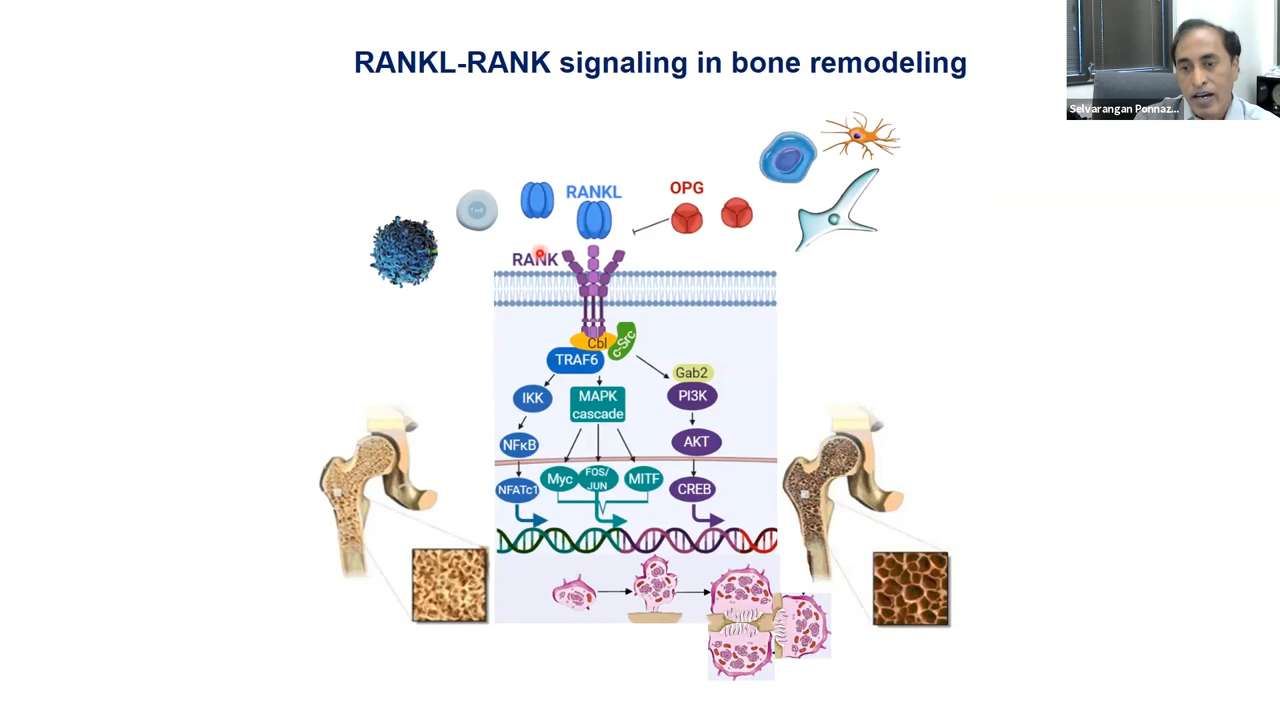 RANKL-RANK signaling in bone remodeling
Selvarangan Ponnaz...
RANKL
OPG
RANK
Cbl
c-Src
TRAF6
Gab2
IKK
MAPK
cascade
PI3K
NFκB
AKT
NFATc1
Myc
FOS/
JUN
MITF
CREB